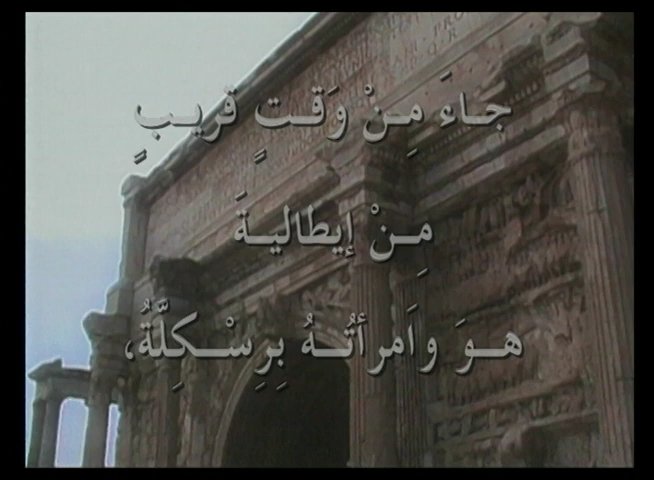 جاءَ مِنْ وَقتٍ قريبٍ
مِنْ إيطاليةَ
هوَ وامرأتُهُ بِرِسْكِلَّةُ،